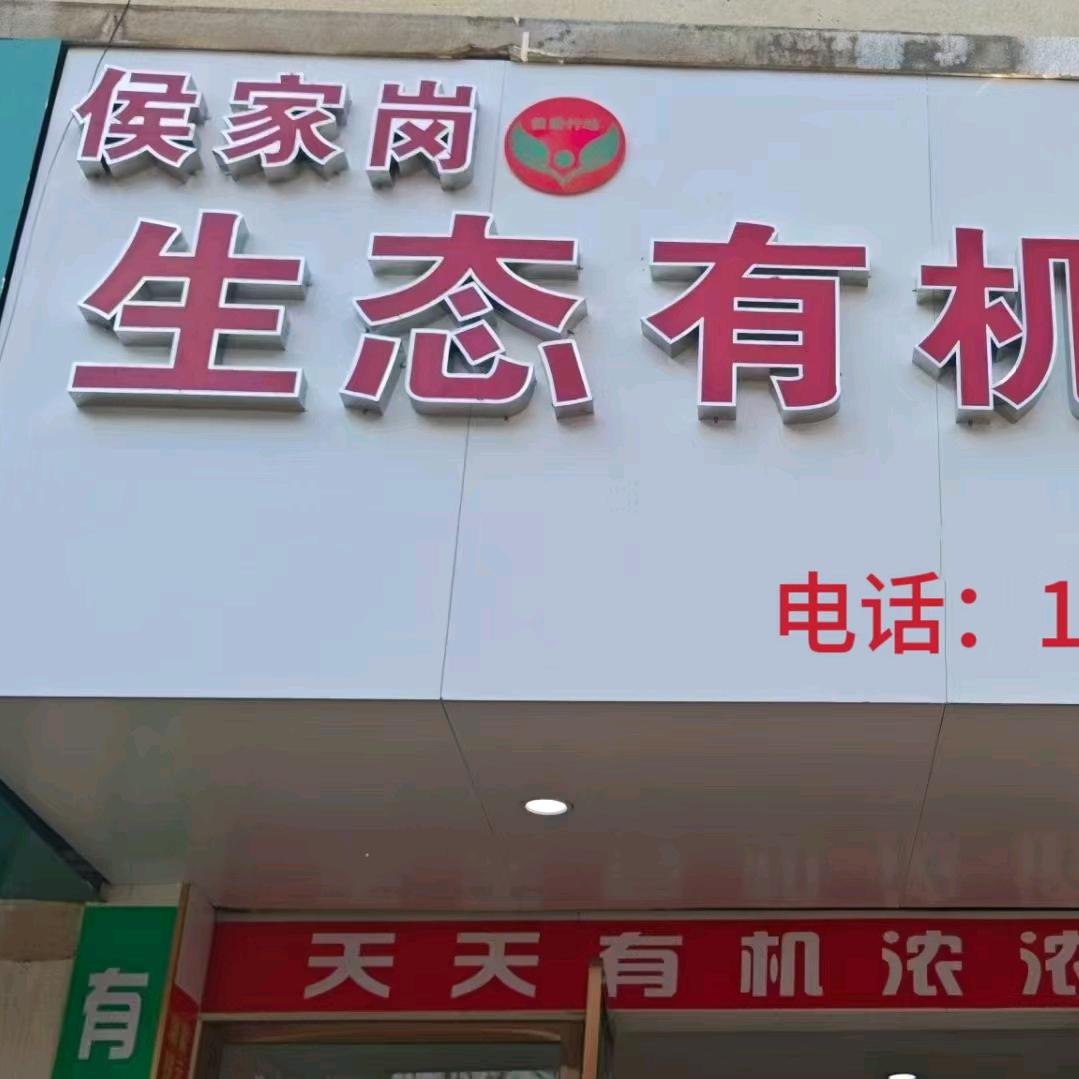 侯家岗
生态有机
电话：1
天天有机浓浓
有